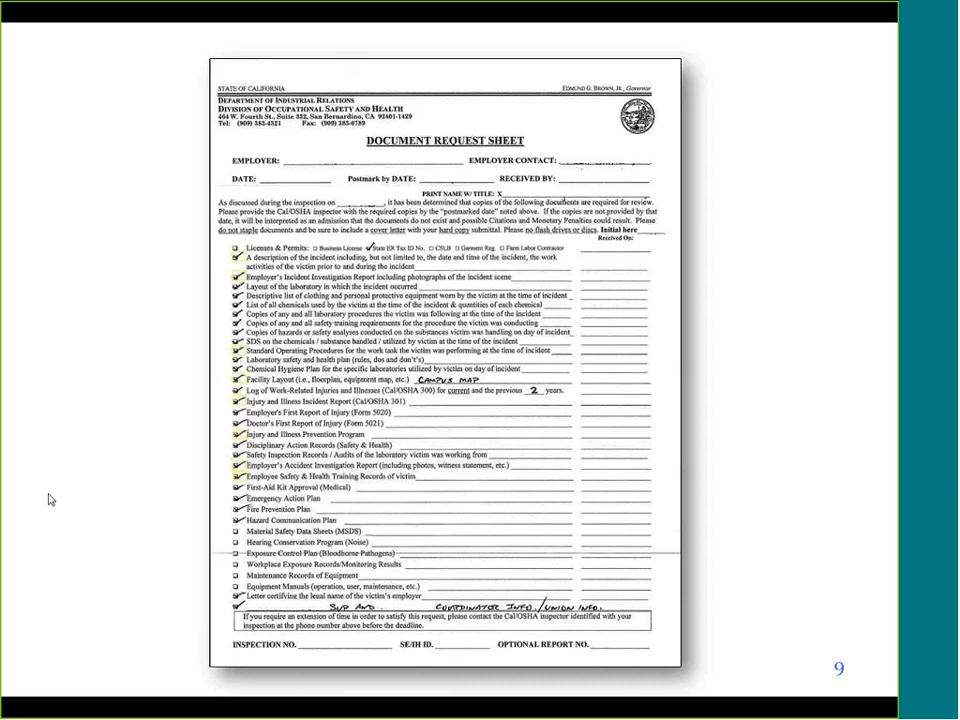 STATE OF CALIFORNIA
EDMUND G. BROWN, JR., Governor
DEPARTMENT OF INDUSTRIAL RELATIONS
DIVISION OF OCCUPATIONAL SAFETY AND HEALTH
464 W. Fourth St., Suite 332, San Bernardino, CA 92401-1429
Tel: (909) 383-4321 Fax: (909) 383-6789
DOCUMENT REQUEST SHEET
EMPLOYER: EMPLOYER CONTACT:
DATE: Postmark by DATE: RECEIVED BY:
PRINT NAME W/ TITLE: X
As discussed during the inspection on , it has been determined that copies of the following documents are required for review.
Please provide the Cal/OSHA inspector with the required copies by the "postmarked date" noted above. If the copies are not provided by that
date, it will be interpreted as an admission that the documents do not exist and possible Citations and Monetary Penalties could result. Please
do not staple documents and be sure to include a cover letter with your hard copy submittal. Please no flash drives or discs. Initial here
Received On:
Licenses & Permits: Business License State ER Tax ID No. CSLB Garment Reg. Farm Labor Contractor
A description of the incident including, but not limited to, the date and time of the incident, the work
activities of the victim prior to and during the incident
Employer's Incident Investigation Report including photographs of the incident scene
Layout of the laboratory in which the incident occurred
Descriptive list of clothing and personal protective equipment worn by the victim at the time of incident
List of all chemicals used by the victim at the time of the incident & quantities of each chemical
Copies of any and all laboratory procedures the victim was following at the time of the incident
Copies of any and all safety training requirements for the procedure the victim was conducting
Copies of hazards or safety analyses conducted on the substances victim was handling on day of incident
SDS on the chemicals / substance handled / utilized by victim at the time of the incident
Standard Operating Procedures for the work task the victim was performing at the time of incident
Laboratory safety and health plan (rules, dos and don't's)
Chemical Hygiene Plan for the specific laboratories utilized by victim on day of incident
Facility Layout (i.e., floorplan, equipment map, etc.) CAMPUS MAP
Log of Work-Related Injuries and Illnesses (Cal/OSHA 300) for current and the previous 2 years.
Injury and Illness Incident Report (Cal/OSHA 301)
Employer's First Report of Injury (Form 5020)
Doctor's First Report of Injury (Form 5021)
Injury and Illness Prevention Program
Disciplinary Action Records (Safety & Health)
Safety Inspection Records / Audits of the laboratory victim was working from
Employer's Accident Investigation Report (including photos, witness statement, etc.)
Employee Safety & Health Training Records of victim
First-Aid Kit Approval (Medical)
Emergency Action Plan
Fire Prevention Plan
Hazard Communication Plan
Material Safety Data Sheets (MSDS)
Hearing Conservation Program (Noise)
Exposure Control Plan (Bloodborne Pathogens)
Workplace Exposure Records/Monitoring Results
Maintenance Records of Equipment
Equipment Manuals (operation, user, maintenance, etc.)
Letter certifying the legal name of the victim's employer
SUP AND COORDINATOR INFO./UNION INFO.
If you require an extension of time in order to satisfy this request, please contact the Cal/OSHA inspector identified with your
inspection at the phone number above before the deadline.
INSPECTION NO. SE/IH ID. OPTIONAL REPORT NO.
9